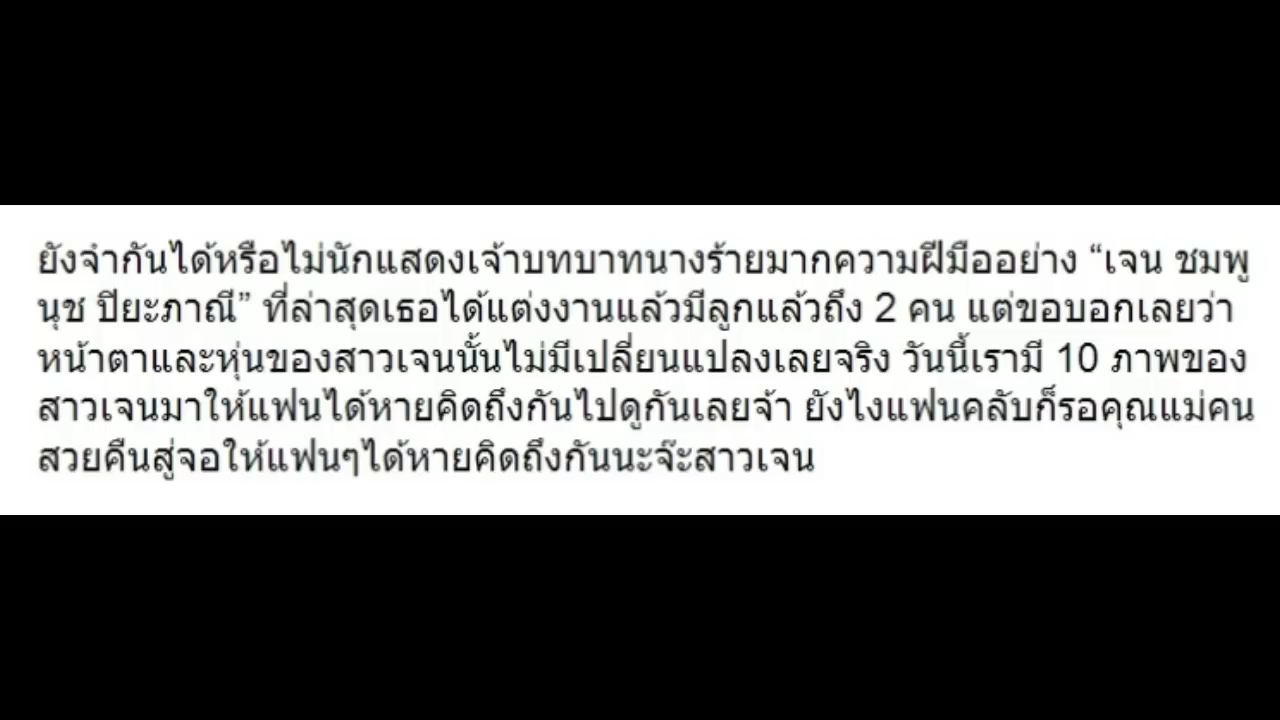 ยังจำกันได้หรือไม่นักแสดงเจ้าบทบาทนางร้ายมากความฝีมืออย่าง “เจน ชมพู
นุช ปิยะภาณี” ที่ล่าสุดเธอได้แต่งงานแล้วมีลูกแล้วถึง 2 คน แต่ขอบอกเลยว่า
หน้าตาและหุ่นของสาวเจนนั้นไม่มีเปลี่ยนแปลงเลยจริง วันนี้เรามี 10 ภาพของ
สาวเจนมาให้แฟนได้หายคิดถึงกันไปดูกันเลยจ้า ยังไงแฟนคลับก็รอคุณแม่คน
สวยคืนสู่จอให้แฟนๆได้หายคิดถึงกันนะจ๊ะสาวเจน